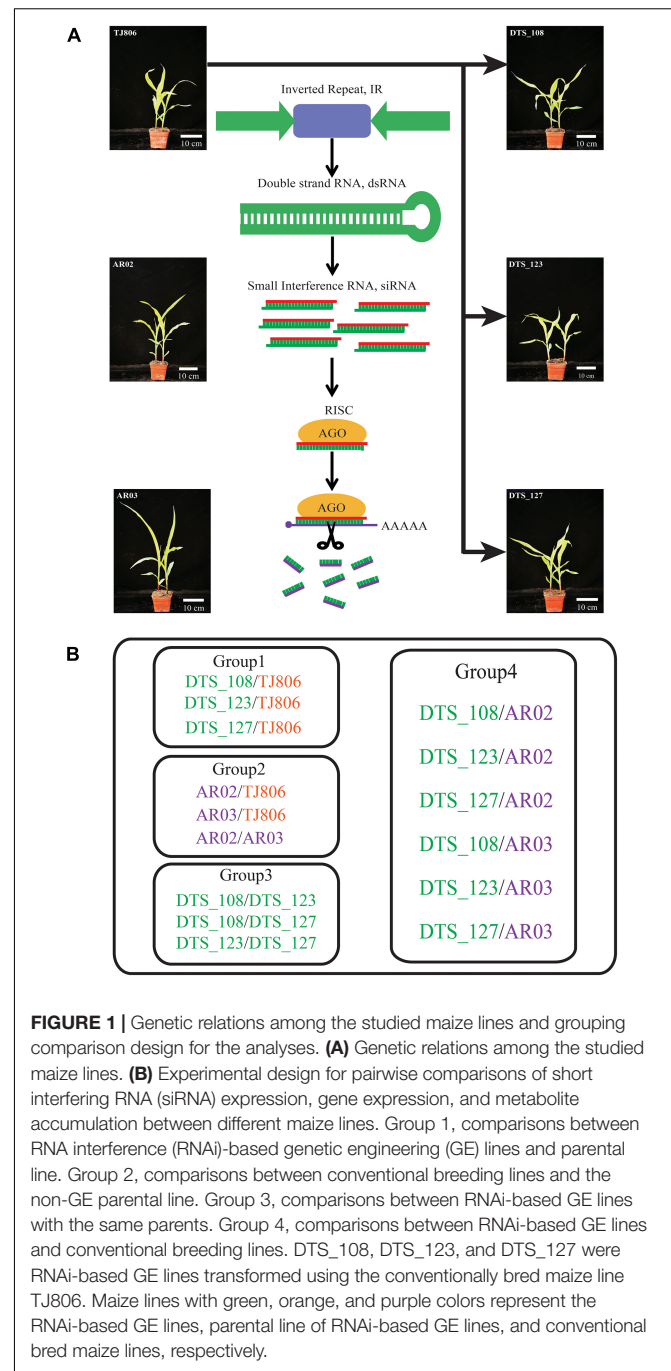 A
TJ806
DTS_108
Inverted Repeat, IR
10 cm
10 cm
Double strand RNA, dsRNA
AR02
DTS_123
Small Interference RNA, siRNA
10 cm
10 cm
RISC
AGO
AR03
DTS_127
AGO
AAAAA
10 cm
10 cm
B
Group1
DTS_108/TJ806
DTS_123/TJ806
DTS_127/TJ806
Group2
AR02/TJ806
AR03/TJ806
AR02/AR03
Group3
DTS_108/DTS_123
DTS_108/DTS_127
DTS_123/DTS_127
Group4
DTS_108/AR02
DTS_123/AR02
DTS_127/AR02
DTS_108/AR03
DTS_123/AR03
DTS_127/AR03
FIGURE 1 | Genetic relations among the studied maize lines and grouping
comparison design for the analyses. (A) Genetic relations among the studied
maize lines. (B) Experimental design for pairwise comparisons of short
interfering RNA (siRNA) expression, gene expression, and metabolite
accumulation between different maize lines. Group 1, comparisons between
RNA interference (RNAi)-based genetic engineering (GE) lines and parental
line. Group 2, comparisons between conventional breeding lines and the
non-GE parental line. Group 3, comparisons between RNAi-based GE lines
with the same parents. Group 4, comparisons between RNAi-based GE lines
and conventional breeding lines. DTS_108, DTS_123, and DTS_127 were
RNAi-based GE lines transformed using the conventionally bred maize line
TJ806. Maize lines with green, orange, and purple colors represent the
RNAi-based GE lines, parental line of RNAi-based GE lines, and conventional
bred maize lines, respectively.